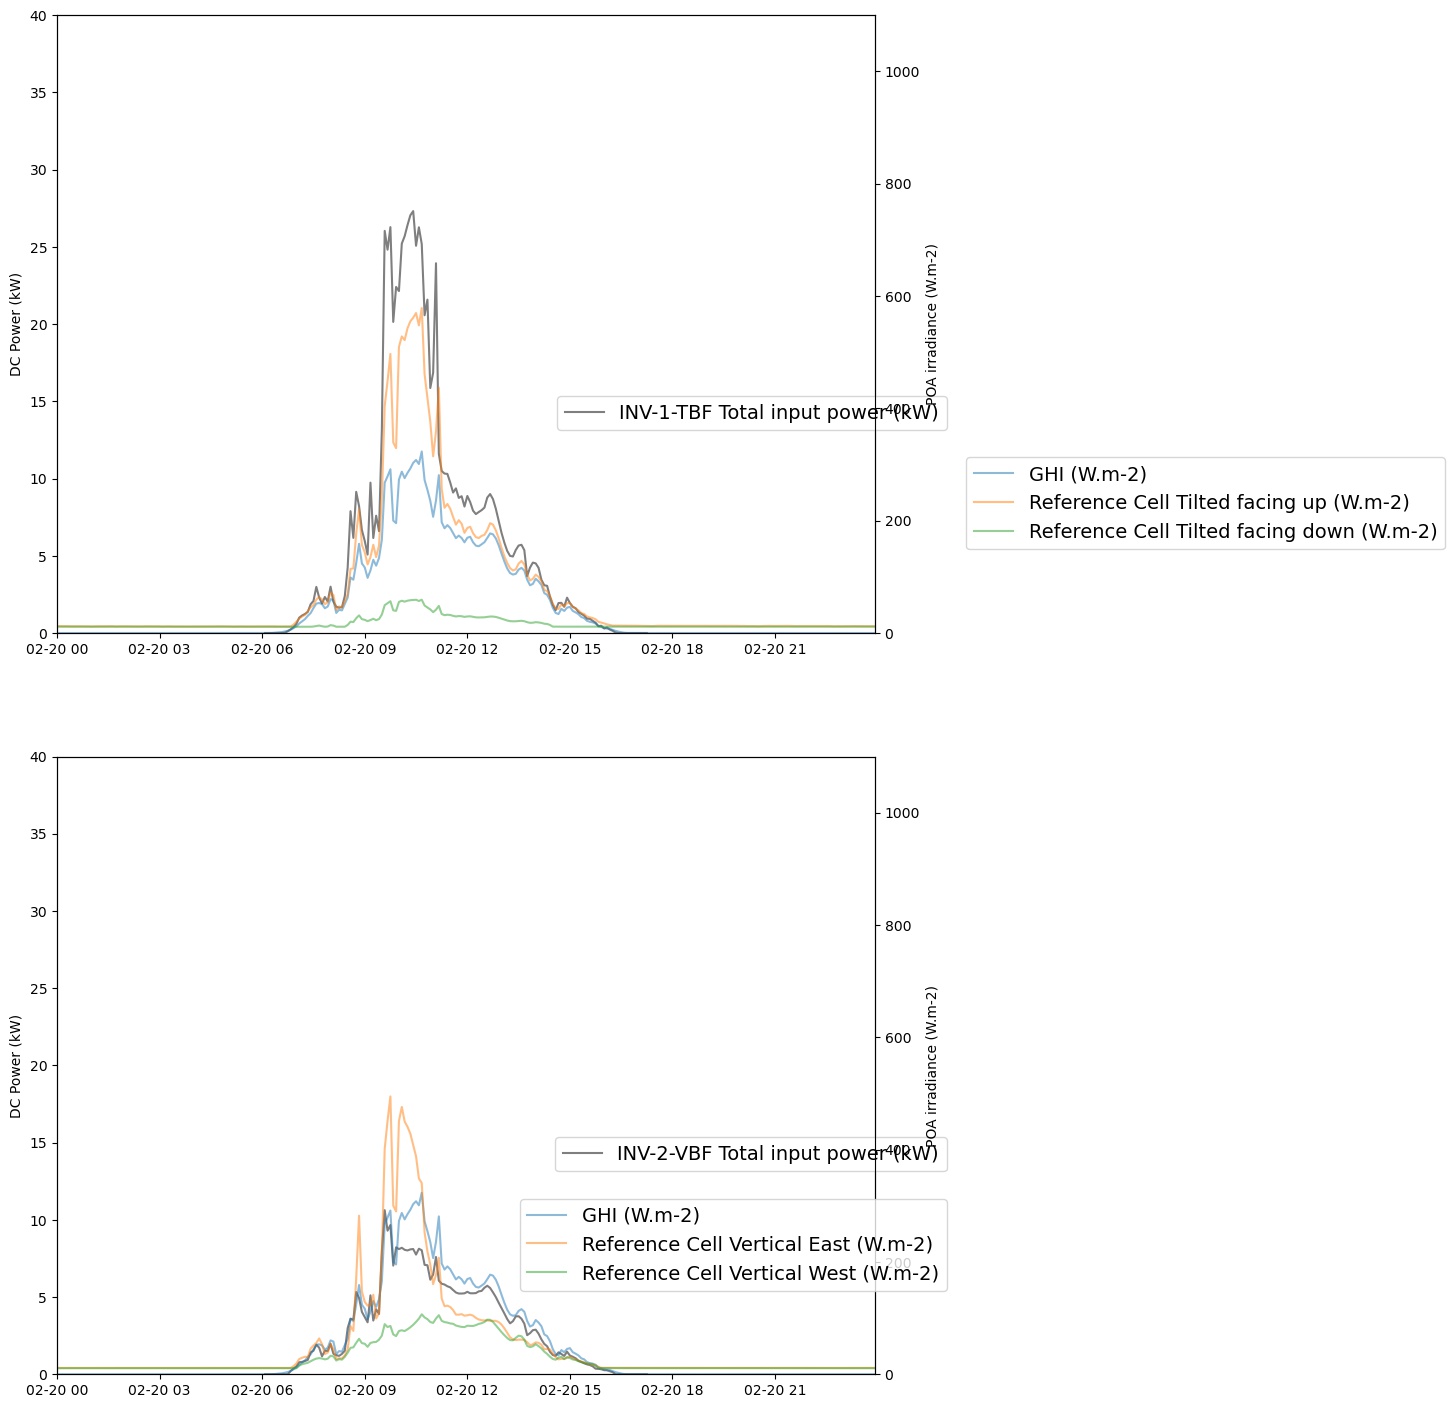 40
35
30
25
20
15
10
5
0
DC Power (kW)
1000
800
600
400
200
0
POA irradiance (W.m-2)
INV-1-TBF Total input power (kW)
GHI (W.m-2)
Reference Cell Tilted facing up (W.m-2)
Reference Cell Tilted facing down (W.m-2)
02-20 00 02-20 03 02-20 06 02-20 09 02-20 12 02-20 15 02-20 18 02-20 21
40
35
30
25
20
15
10
5
0
DC Power (kW)
1000
800
600
400
200
0
POA irradiance (W.m-2)
INV-2-VBF Total input power (kW)
GHI (W.m-2)
Reference Cell Vertical East (W.m-2)
Reference Cell Vertical West (W.m-2)
02-20 00 02-20 03 02-20 06 02-20 09 02-20 12 02-20 15 02-20 18 02-20 21